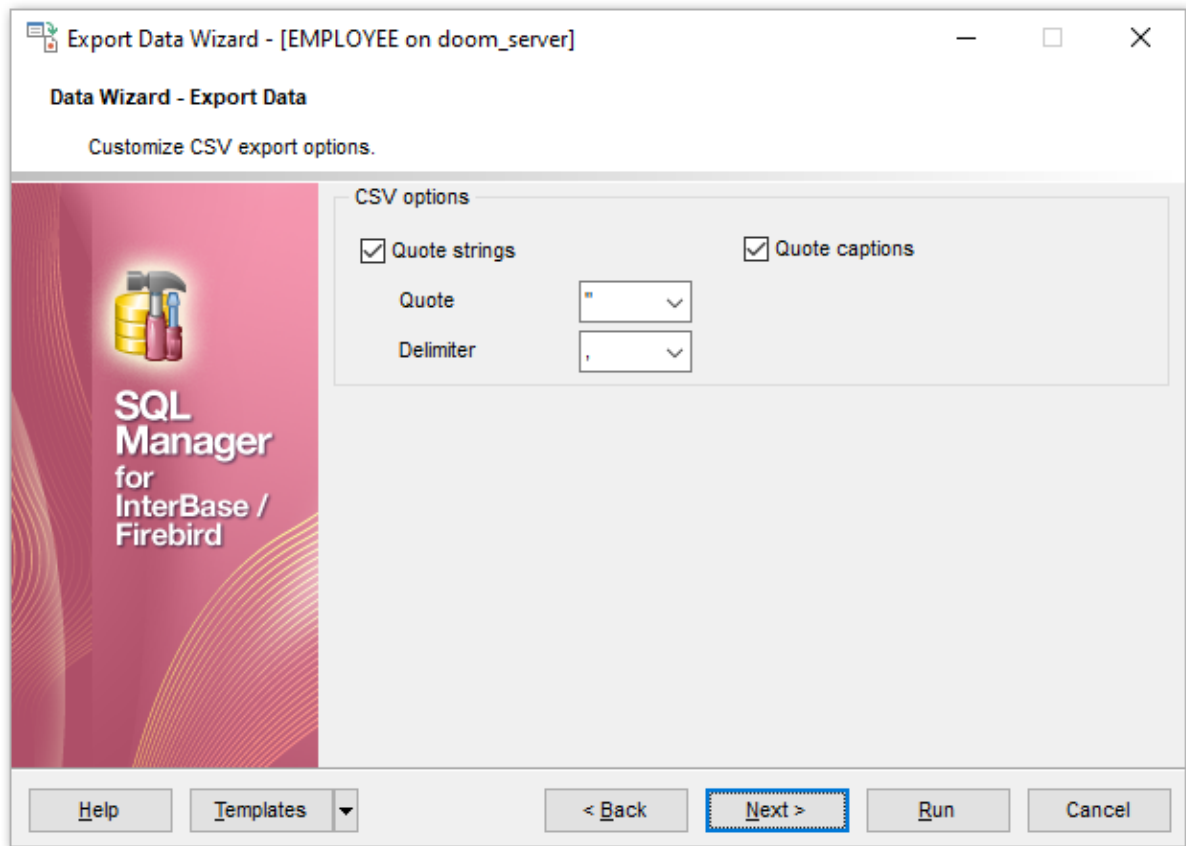 Export Data Wizard - [EMPLOYEE on doom_server]
Data Wizard - Export Data
Customize CSV export options.
CSV options
Quote strings
Quote captions
Quote "
Delimiter ,
SQL
Manager
for
InterBase /
Firebird
Help Templates < Back Next > Run Cancel